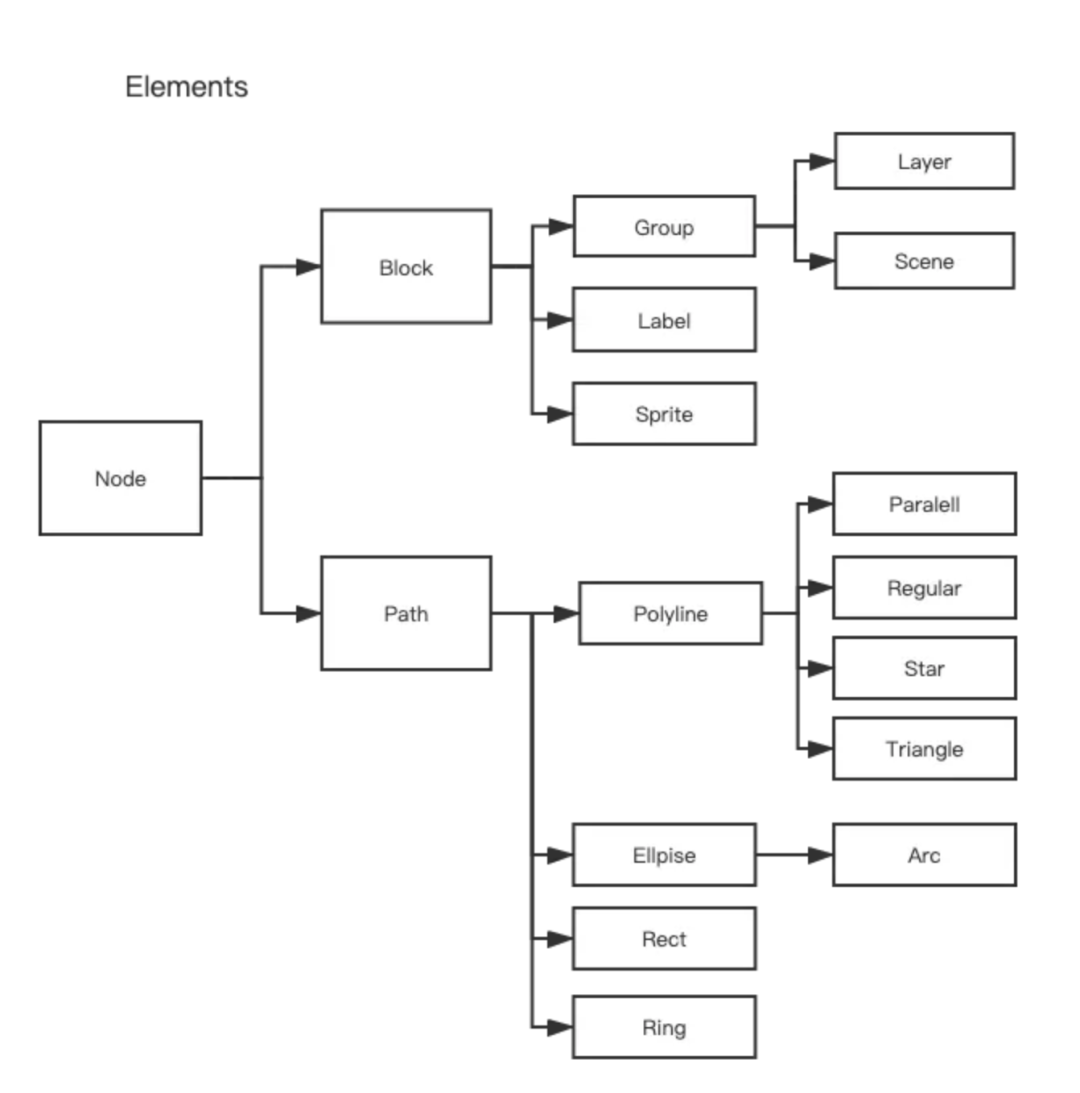 Elements
Layer
Group
Block
Scene
Label
Sprite
Node
Paralell
Regular
Path
Polyline
Star
Triangle
Ellpise
Arc
Rect
Ring